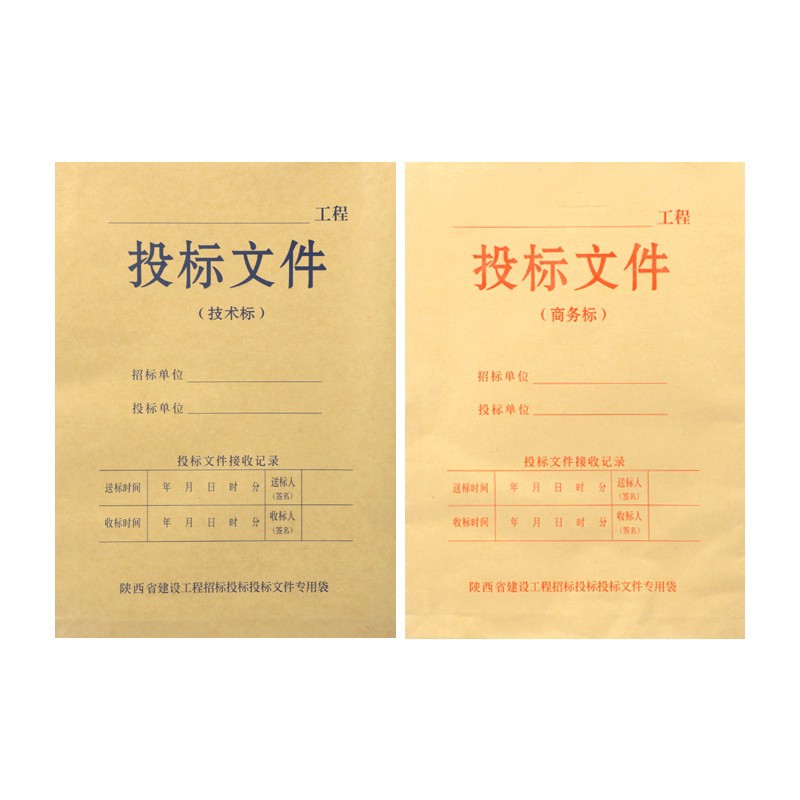 工程
投标文件
（技术标）
招标单位
投标单位
投标文件接收记录
送标时间 年 月 日 时 分 送标人（签名）
收标时间 年 月 日 时 分 收标人（签名）
陕西省建设工程招标投标投标文件专用袋
工程
投标文件
（商务标）
招标单位
投标单位
投标文件接收记录
送标时间 年 月 日 时 分 送标人（签名）
收标时间 年 月 日 时 分 收标人（签名）
陕西省建设工程招标投标投标文件专用袋